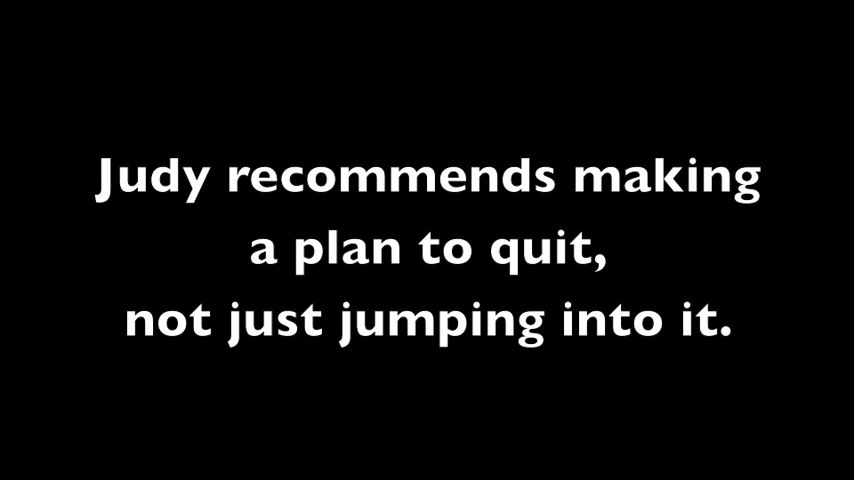 Judy recommends making
a plan to quit,
not just jumping into it.